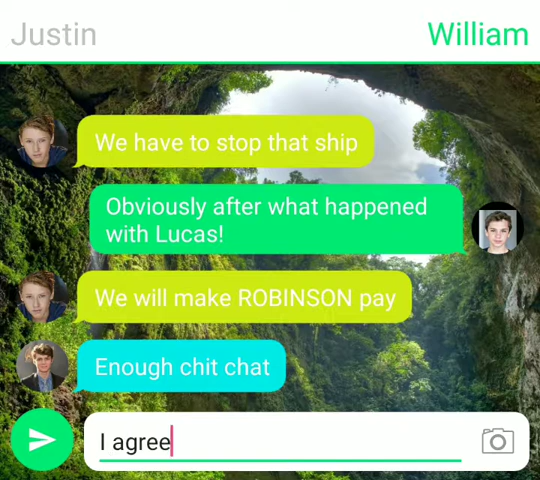 Justin
William
We have to stop that ship
Obviously after what happened
with Lucas!
We will make ROBINSON pay
Enough chit chat
I agree